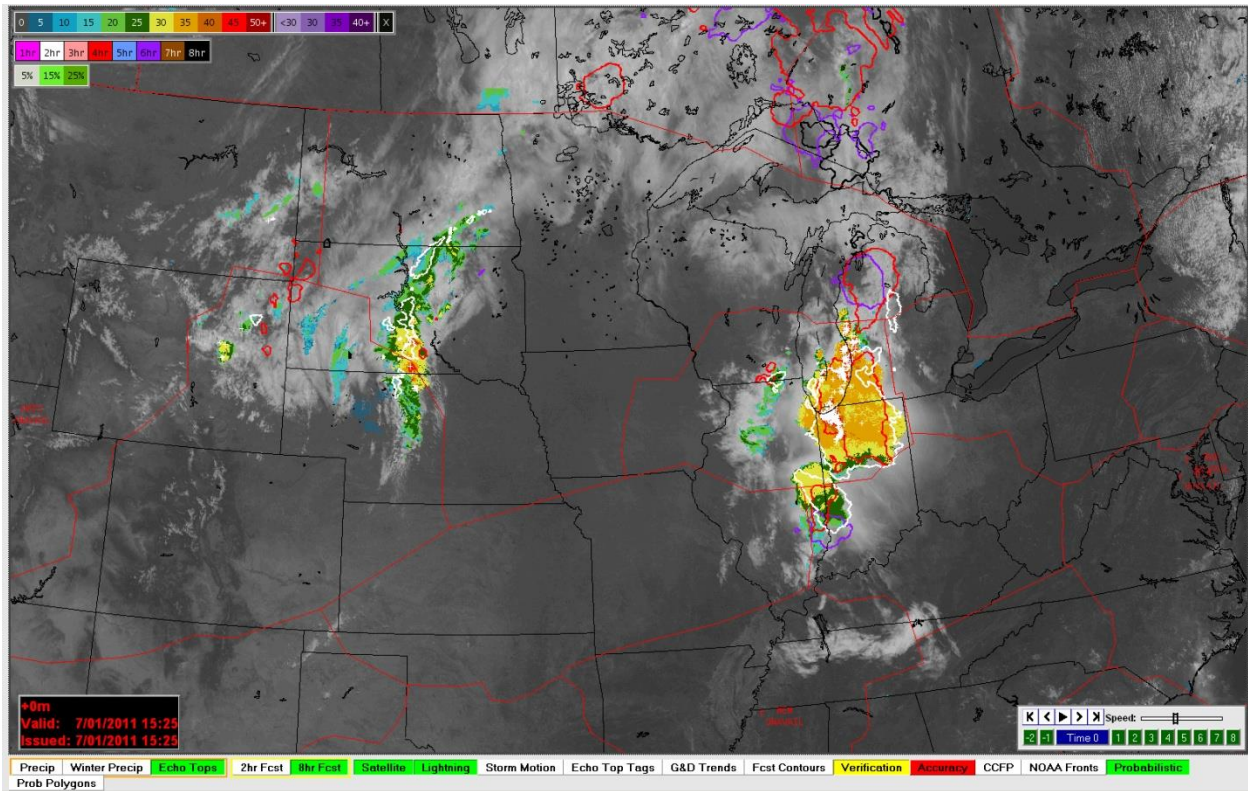 0 5 10 15 20 25 30 35 40 45 50+ <30 30 35 40+ X
1hr 2hr 3hr 4hr 5hr 6hr 7hr 8hr
5% 15% 25%
+0m
Valid: 7/01/2011 15:25
Issued: 7/01/2011 15:25
Speed:
-2 -1 Time 0 1 2 3 4 5 6 7 8
Precip Winter Precip Echo Tops 2hr Fcst 8hr Fcst Satellite Lightning Storm Motion Echo Top Tags G&D Trends Fcst Contours Verification Accuracy CCFP NOAA Fronts Probabilistic
Prob Polygons